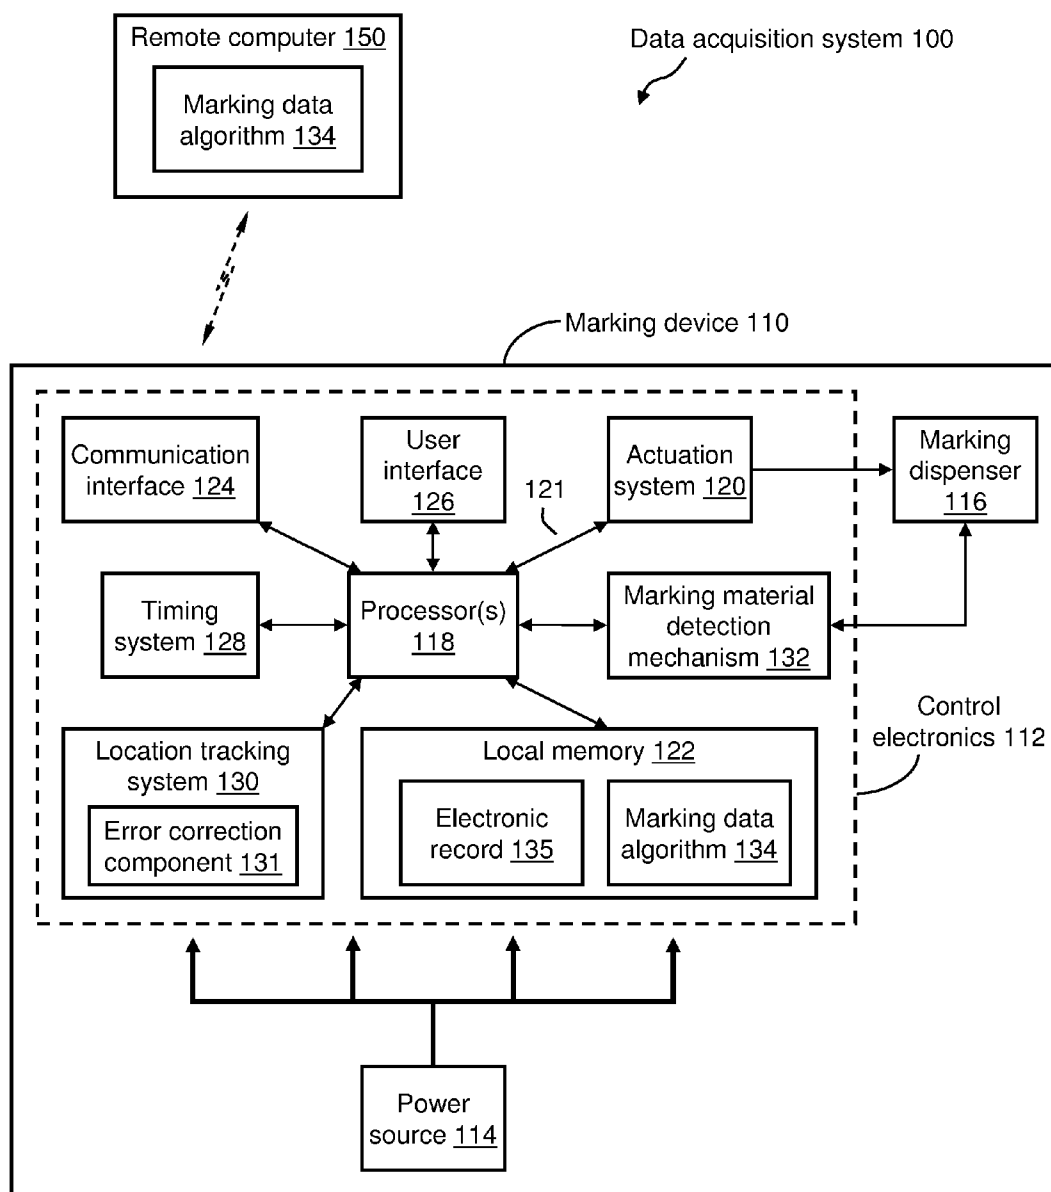 Remote computer 150
Data acquisition system 100
Marking data
algorithm 134
Marking device 110
Communication
interface 124
User
interface
126
Actuation
system 120
Marking
dispenser
116
121
Timing
system 128
Processor(s)
118
Marking material
detection
mechanism 132
Control
electronics 112
Location tracking
system 130
Error correction
component 131
Local memory 122
Electronic
record 135
Marking data
algorithm 134
Power
source 114